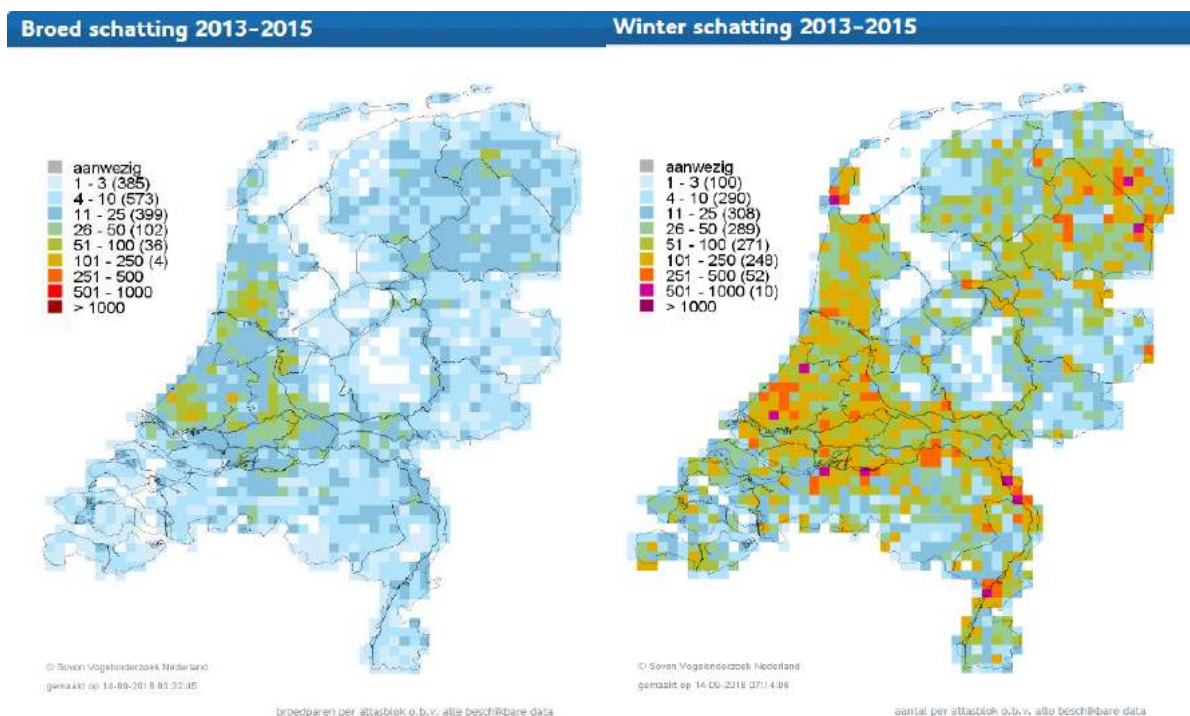 Broed schatting 2013-2015
aanwezig
1 - 3 (385)
4 - 10 (573)
11 - 25 (399)
26 - 50 (102)
51 - 100 (36)
101 - 250 (4)
251 - 500
501 - 1000
> 1000
© Sovon Vogelonderzoek Nederland
gemaakt op 14-09-2018 03:32:45
broedparen per atlasblok o.b.v. alle beschikbare data
Winter schatting 2013-2015
aanwezig
1 - 3 (100)
4 - 10 (290)
11 - 25 (308)
26 - 50 (289)
51 - 100 (271)
101 - 250 (248)
251 - 500 (52)
501 - 1000 (10)
> 1000
© Sovon Vogelonderzoek Nederland
gemaakt op 14-09-2018 07:14:06
aantal per atlasblok o.b.v. alle beschikbare data